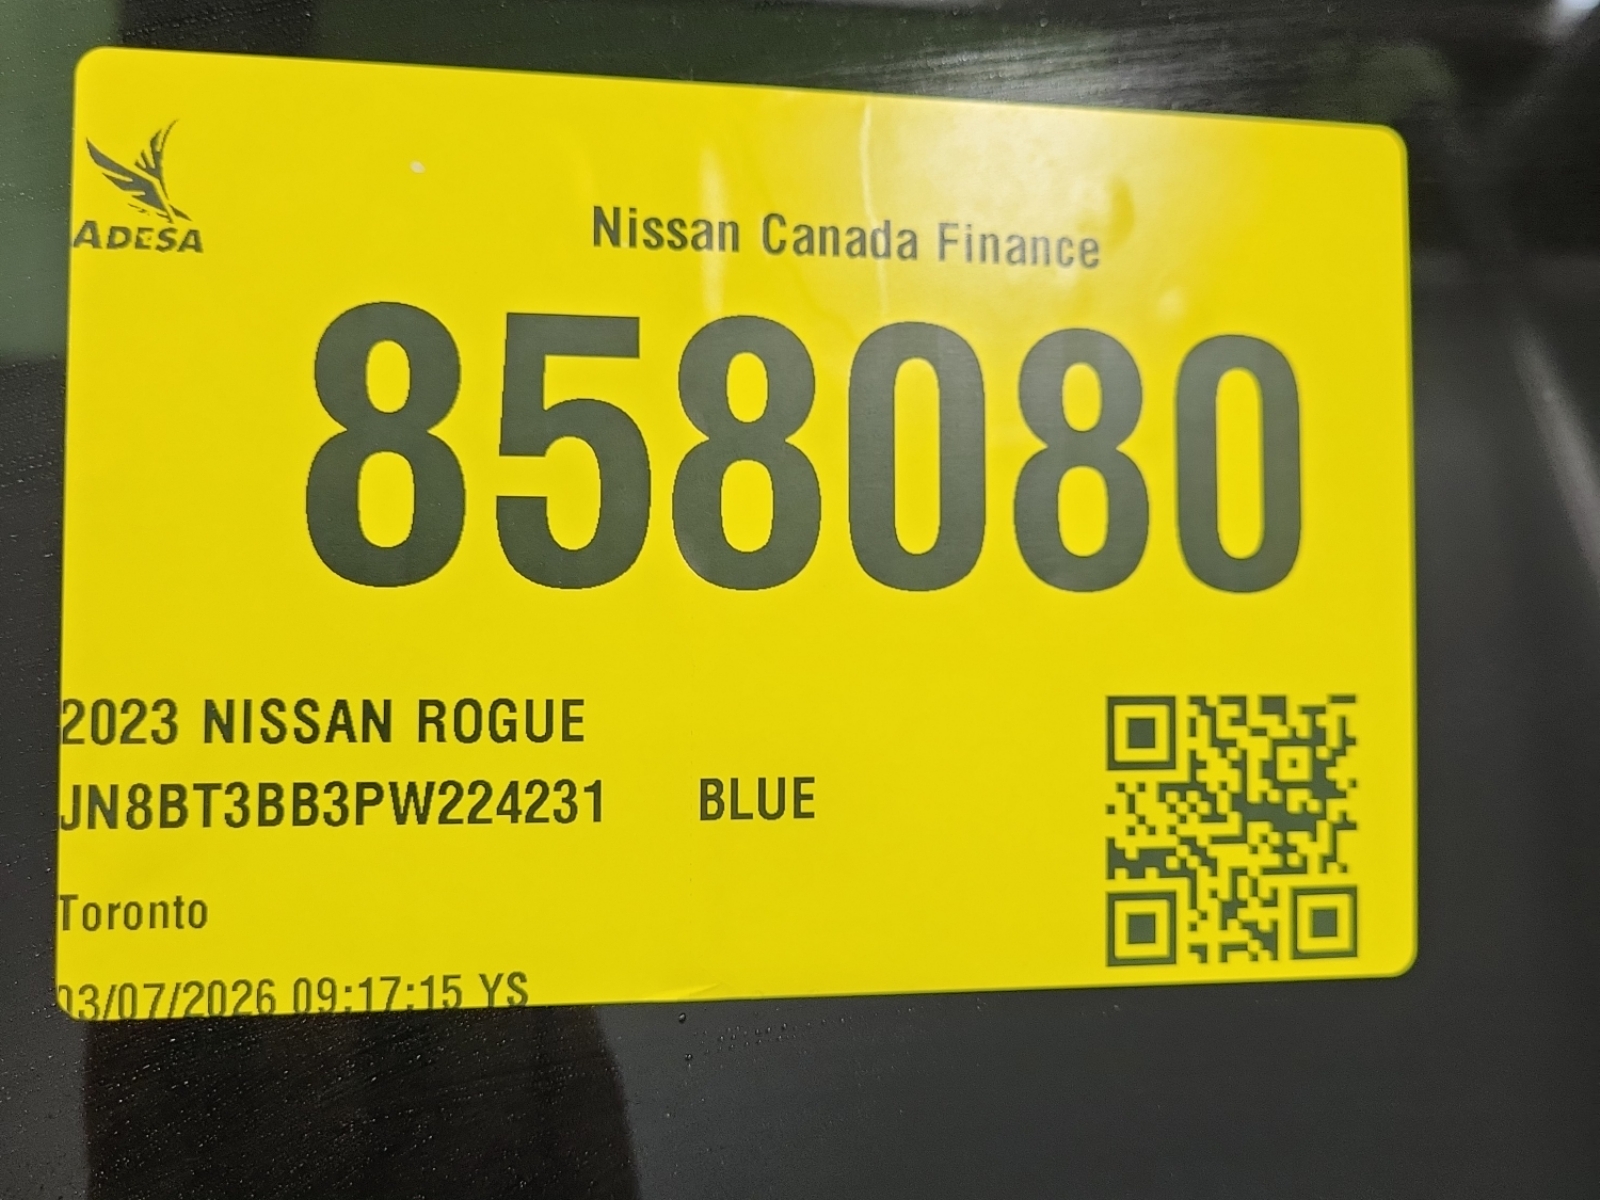 ADESA
Nissan Canada Finance
858080
2023 NISSAN ROGUE
JN8BT3BB3PW224231 BLUE
Toronto
03/07/2026 09:17:15 YS